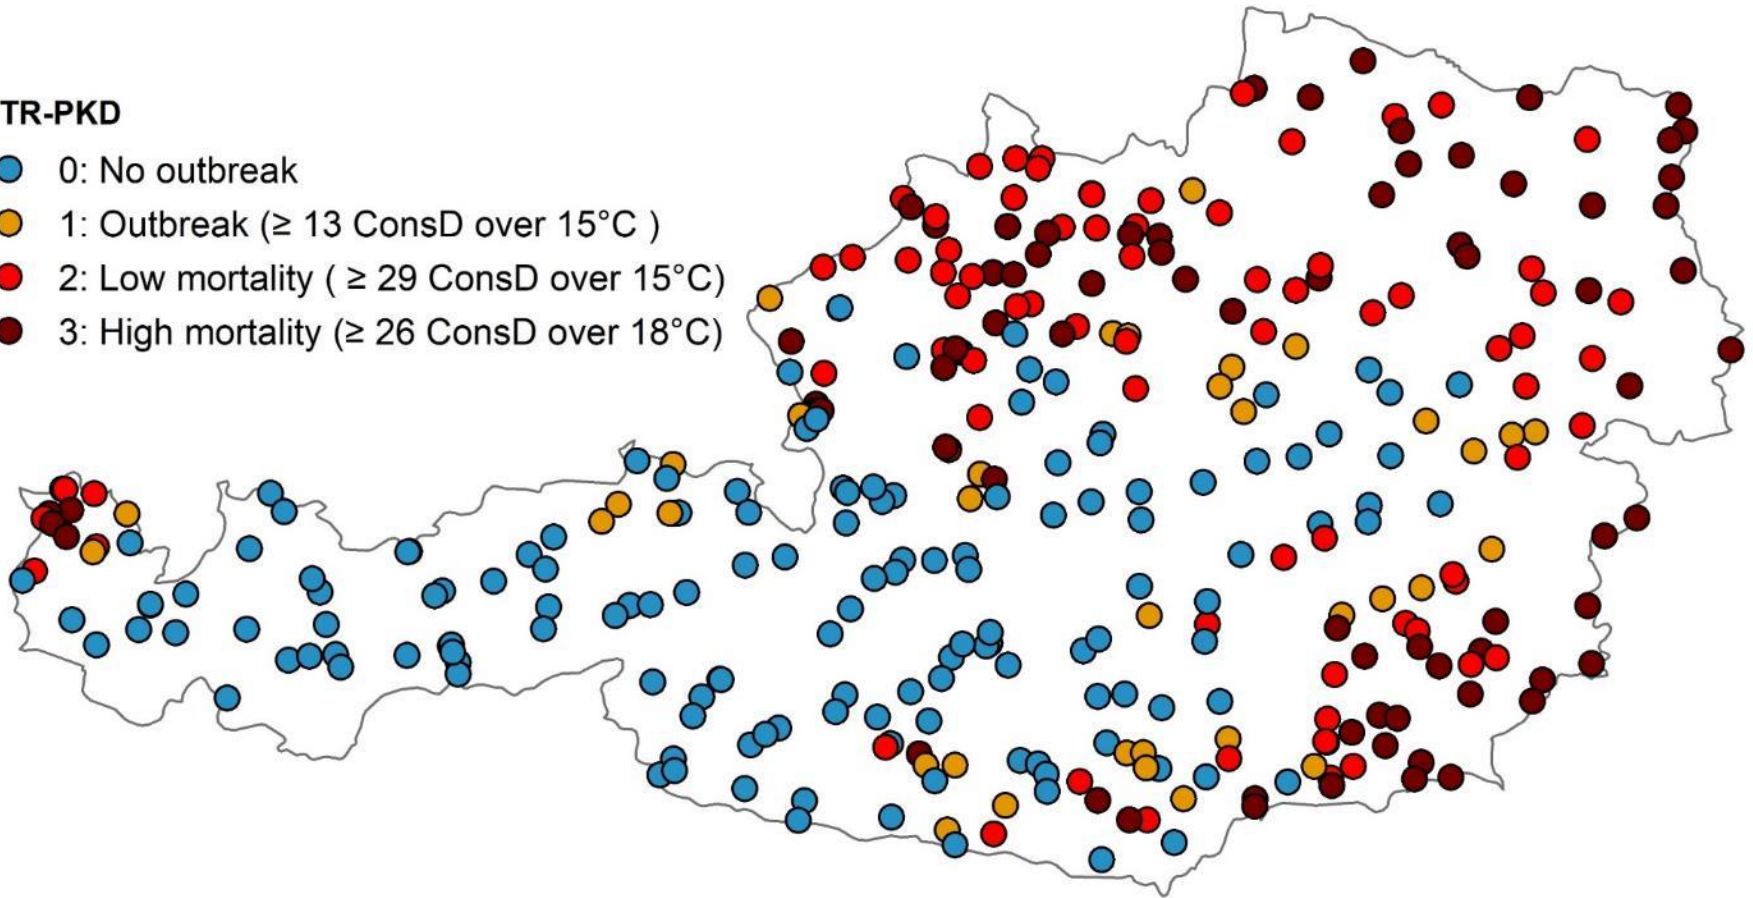 TR-PKD
0: No outbreak
1: Outbreak (≥ 13 ConsD over 15°C )
2: Low mortality ( ≥ 29 ConsD over 15°C)
3: High mortality (≥ 26 ConsD over 18°C)